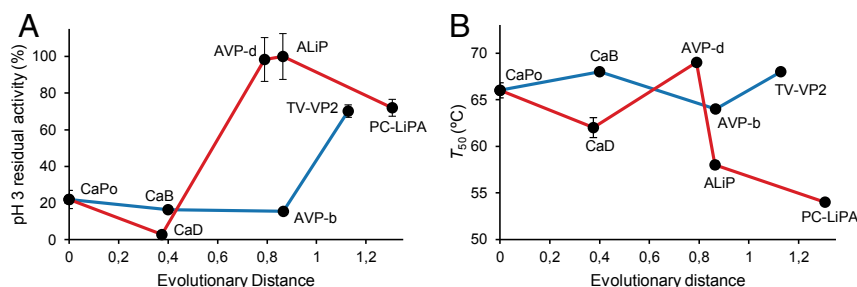 A
pH 3 residual activity (%)
120
100
80
60
40
20
0
0
0,2
0,4
0,6
0,8
1
1,2
Evolutionary Distance
CaPo
CaB
CaD
AVP-d
ALiP
TV-VP2
AVP-b
PC-LiPA
B
T50 (ºC)
75
70
65
60
55
50
0
0,2
0,4
0,6
0,8
1
1,2
Evolutionary distance
CaPo
CaB
CaD
AVP-d
TV-VP2
AVP-b
ALiP
PC-LiPA